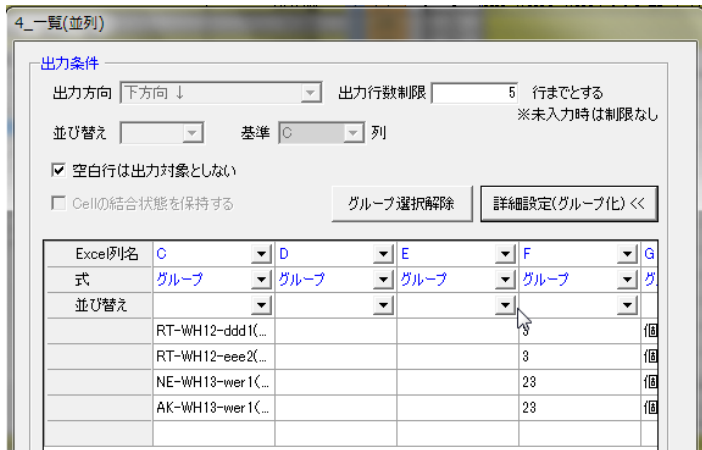 4_一覧(並列)
出力条件
出力方向 下方向 ↓ 出力行数制限 5 行までとする
※未入力時は制限なし
並び替え 基準 C 列
空白行は出力対象としない
Cellの結合状態を保持する グループ選択解除 詳細設定(グループ化) <<
Excel列名 C D E F G
式 グループ グループ グループ グループ グ
並び替え
RT-WH12-ddd1(... 個
RT-WH12-eee2(... 3 個
NE-WH13-wer1(... 23 個
AK-WH13-wer1(... 23 個